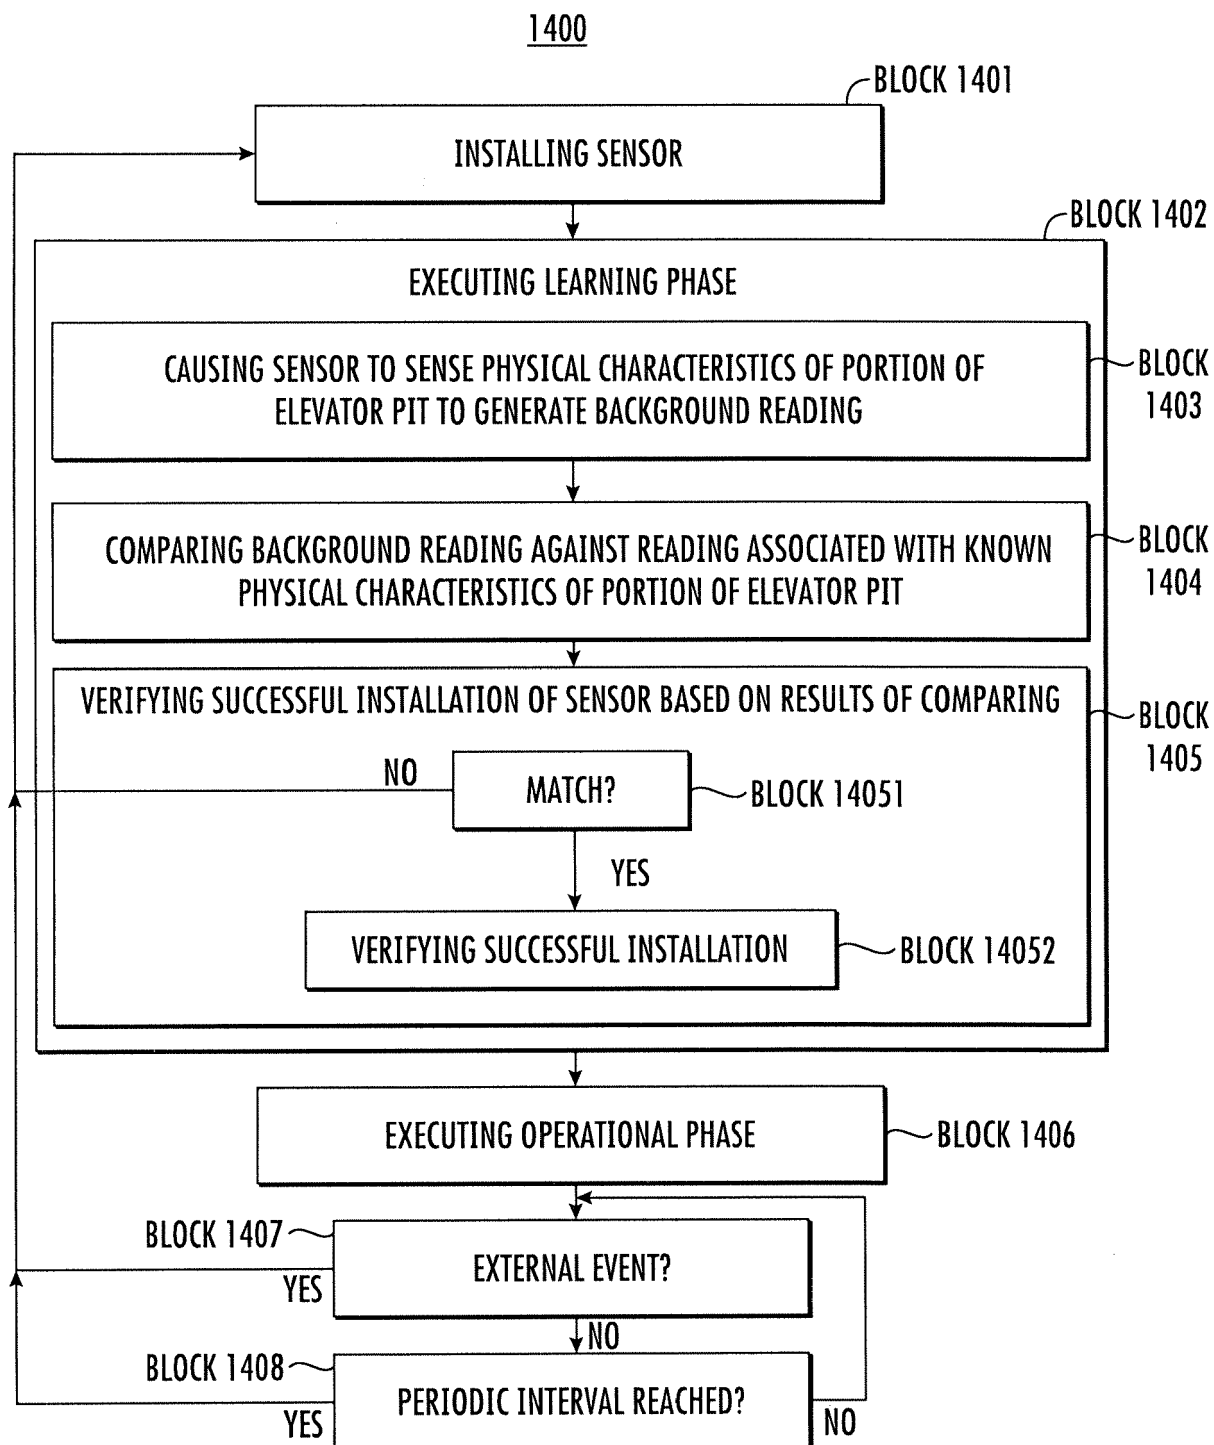 1400
BLOCK 1401
INSTALLING SENSOR
BLOCK 1402
EXECUTING LEARNING PHASE
CAUSING SENSOR TO SENSE PHYSICAL CHARACTERISTICS OF PORTION OF
ELEVATOR PIT TO GENERATE BACKGROUND READING
BLOCK
1403
COMPARING BACKGROUND READING AGAINST READING ASSOCIATED WITH KNOWN
PHYSICAL CHARACTERISTICS OF PORTION OF ELEVATOR PIT
BLOCK
1404
VERIFYING SUCCESSFUL INSTALLATION OF SENSOR BASED ON RESULTS OF COMPARING
BLOCK
1405
NO
MATCH?
BLOCK 14051
YES
VERIFYING SUCCESSFUL INSTALLATION
BLOCK 14052
EXECUTING OPERATIONAL PHASE
BLOCK 1406
BLOCK 1407
EXTERNAL EVENT?
YES
NO
BLOCK 1408
PERIODIC INTERVAL REACHED?
YES
NO